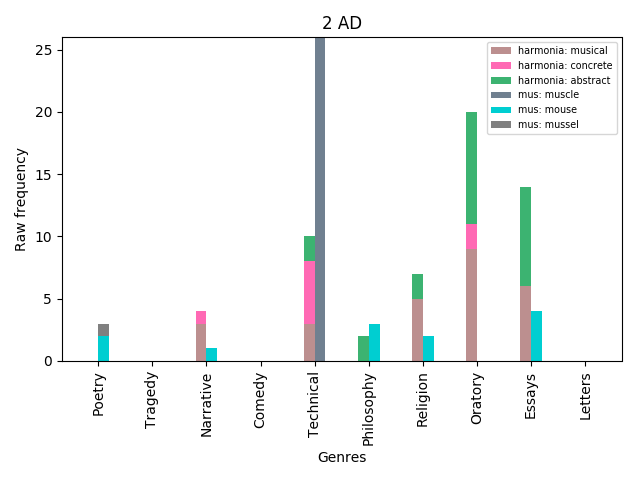 2 AD
harmonia: musical
harmonia: concrete
harmonia: abstract
mus: muscle
mus: mouse
mus: mussel
Raw frequency
25
20
15
10
5
0
Poetry
Tragedy
Narrative
Comedy
Technical
Philosophy
Religion
Oratory
Essays
Letters
Genres